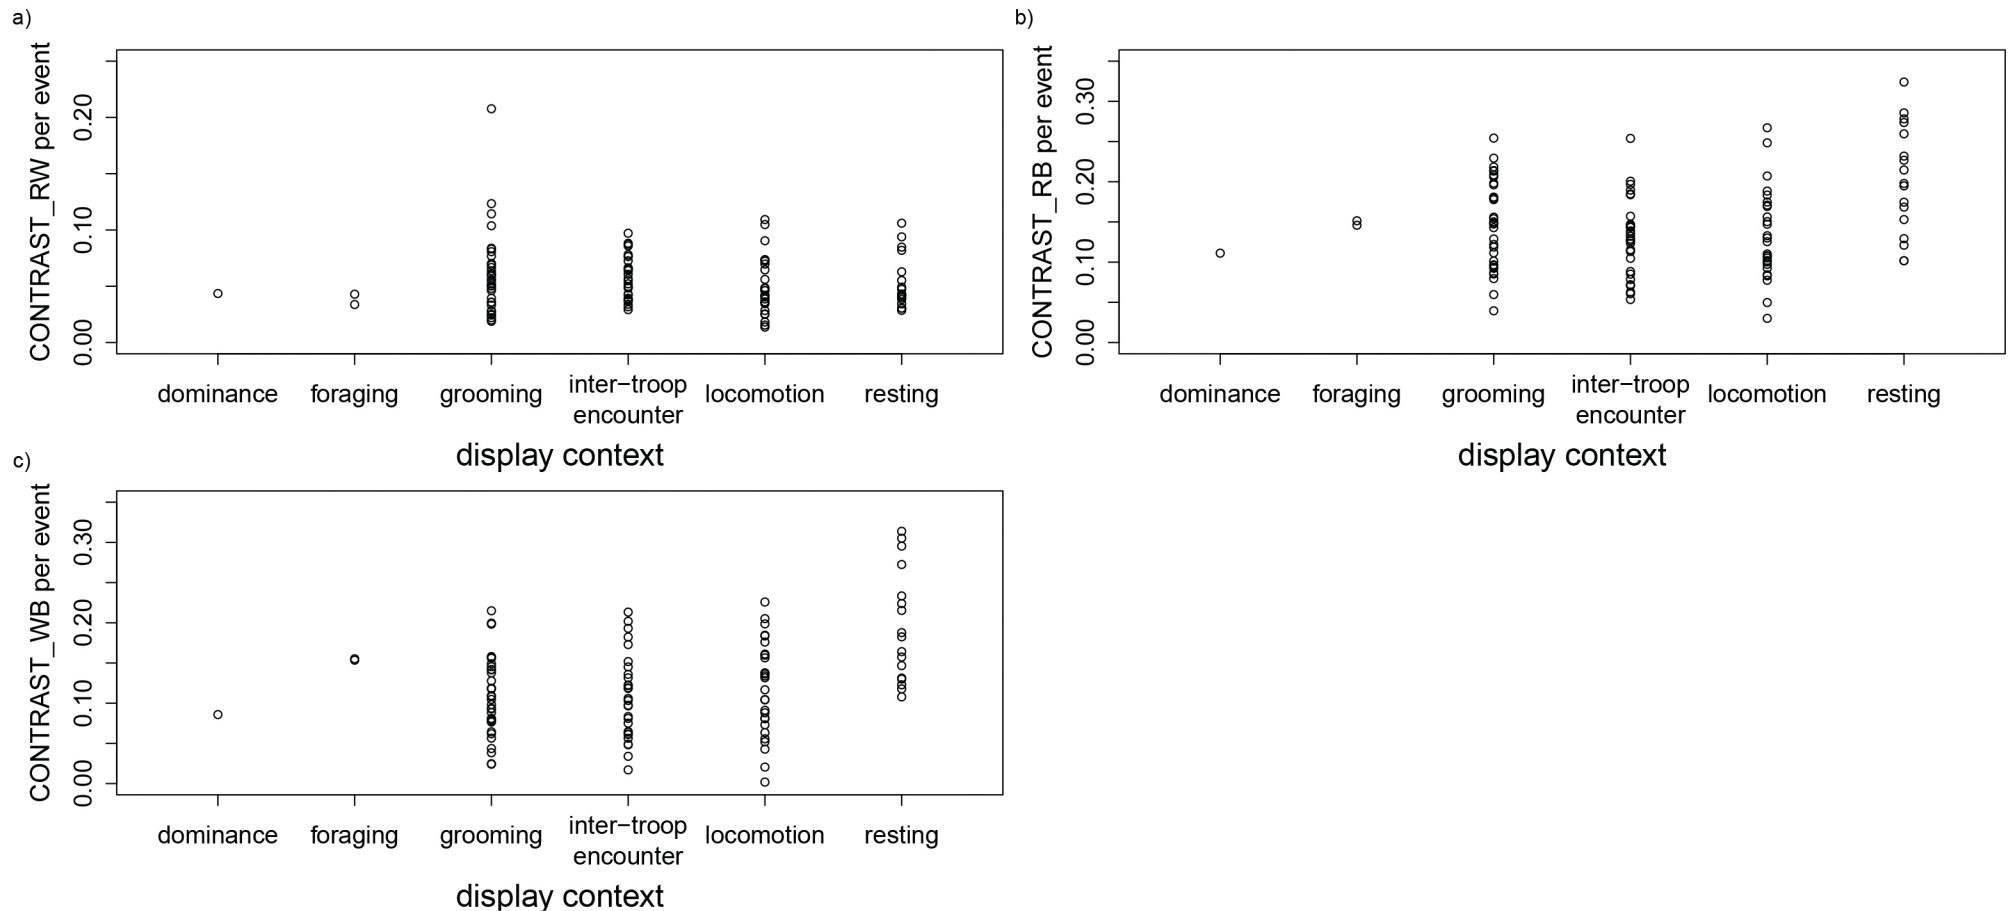 a)
CONTRAST_RW per event
0.20
0.10
0.00
dominance foraging grooming inter−troop encounter locomotion resting
display context
b)
CONTRAST_RB per event
0.30
0.20
0.10
0.00
dominance foraging grooming inter−troop encounter locomotion resting
display context
c)
CONTRAST_WB per event
0.30
0.20
0.10
0.00
dominance foraging grooming inter−troop encounter locomotion resting
display context